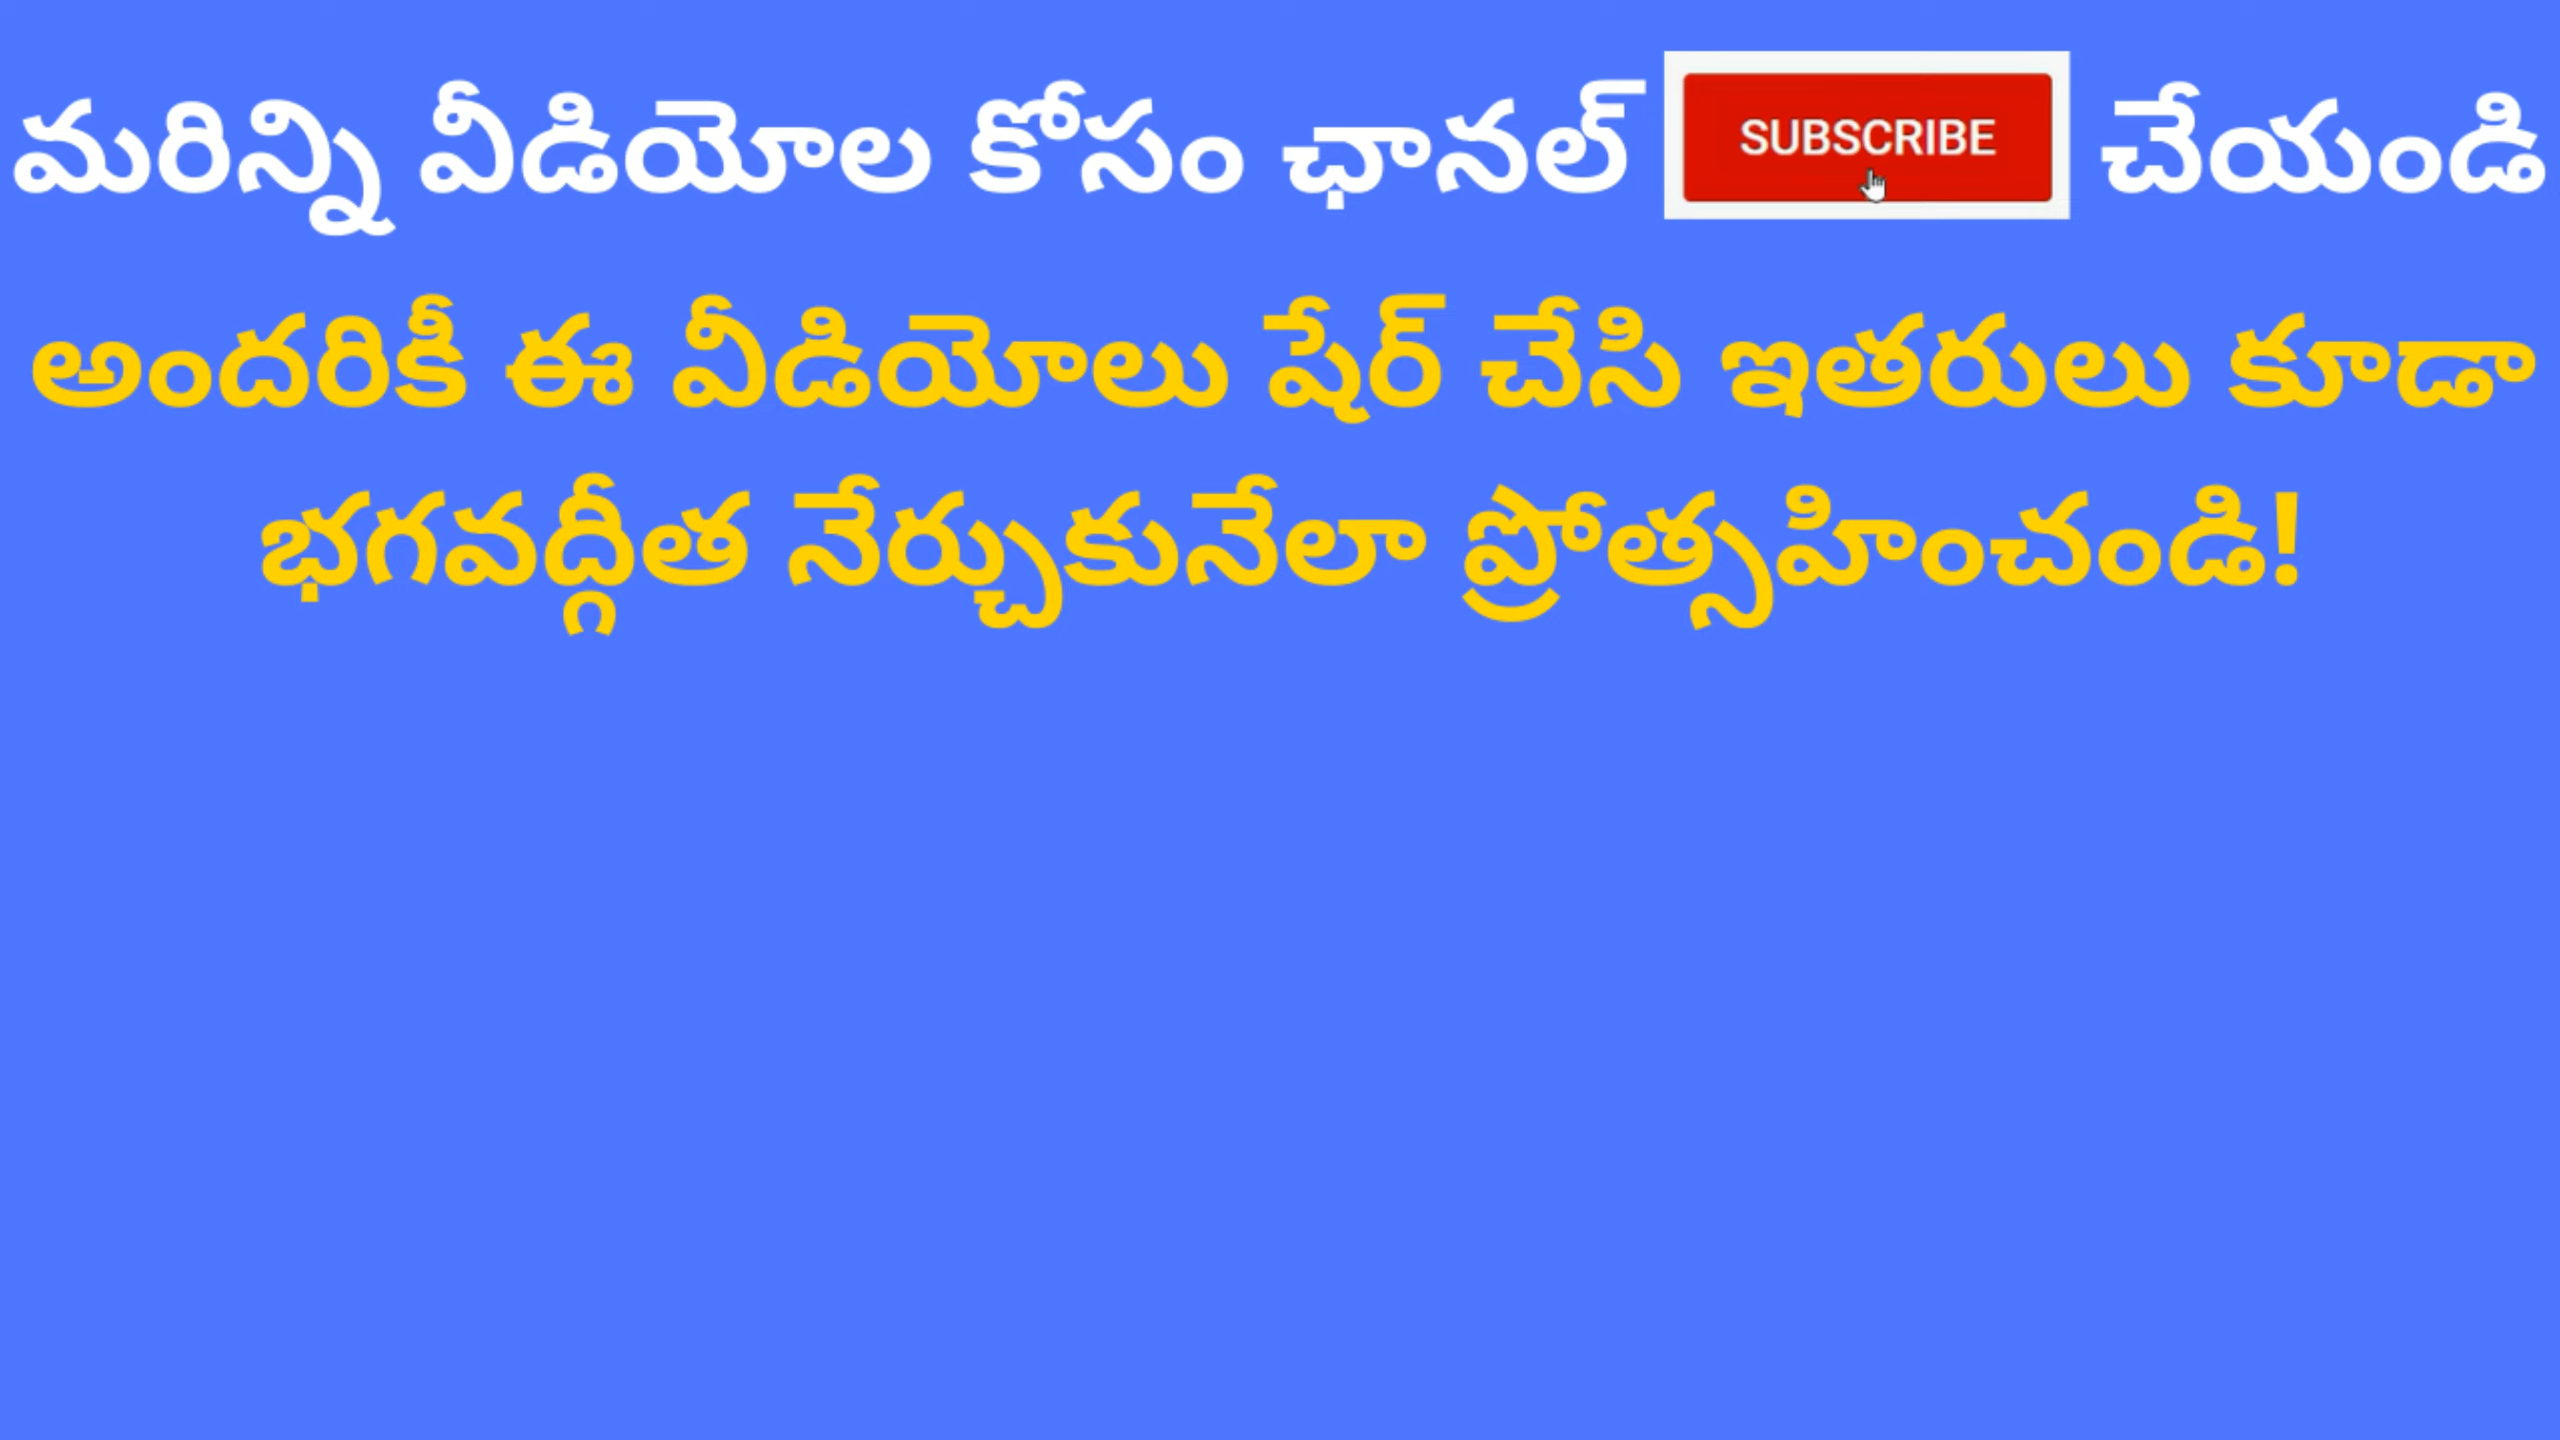 మరిన్ని వీడియోల కోసం ఛానల్ SUBSCRIBE చేయండి
అందరికీ ఈ వీడియోలు షేర్ చేసి ఇతరులు కూడా
భగవద్గీత నేర్చుకునేలా ప్రోత్సహించండి!